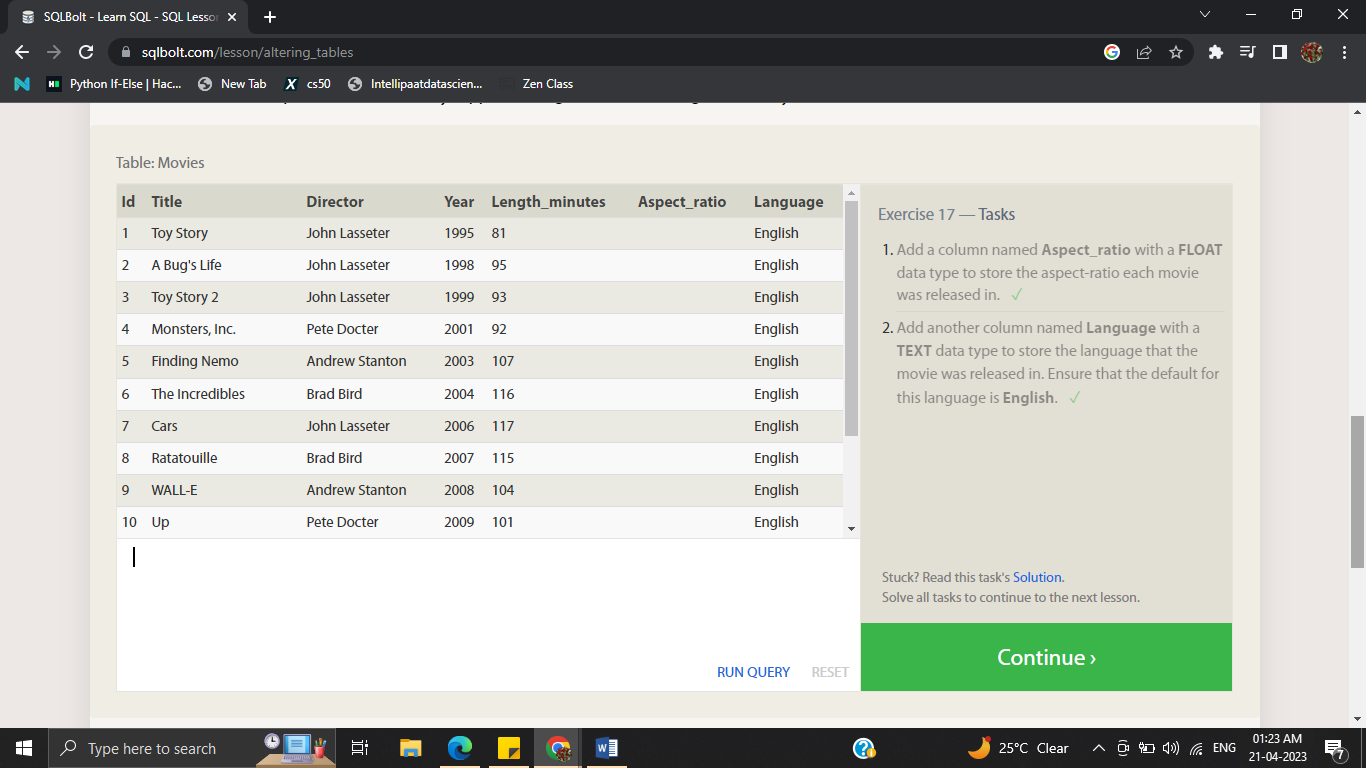 SQLBolt - Learn SQL - SQL Lesson
sqlbolt.com/lesson/altering_tables
Python If-Else | Hac...
New Tab
cs50
Intellipaatdatascien...
Zen Class
Table: Movies
Id Title Director Year Length_minutes Aspect_ratio Language
1 Toy Story John Lasseter 1995 81 English
2 A Bug's Life John Lasseter 1998 95 English
3 Toy Story 2 John Lasseter 1999 93 English
4 Monsters, Inc. Pete Docter 2001 92 English
5 Finding Nemo Andrew Stanton 2003 107 English
6 The Incredibles Brad Bird 2004 116 English
7 Cars John Lasseter 2006 117 English
8 Ratatouille Brad Bird 2007 115 English
9 WALL-E Andrew Stanton 2008 104 English
10 Up Pete Docter 2009 101 English
RUN QUERY RESET
Exercise 17 — Tasks
1. Add a column named Aspect_ratio with a FLOAT
data type to store the aspect-ratio each movie
was released in. ✓
2. Add another column named Language with a
TEXT data type to store the language that the
movie was released in. Ensure that the default for
this language is English. ✓
Stuck? Read this task's Solution.
Solve all tasks to continue to the next lesson.
Continue ›
Type here to search
25°C Clear
ENG
01:23 AM
21-04-2023
7